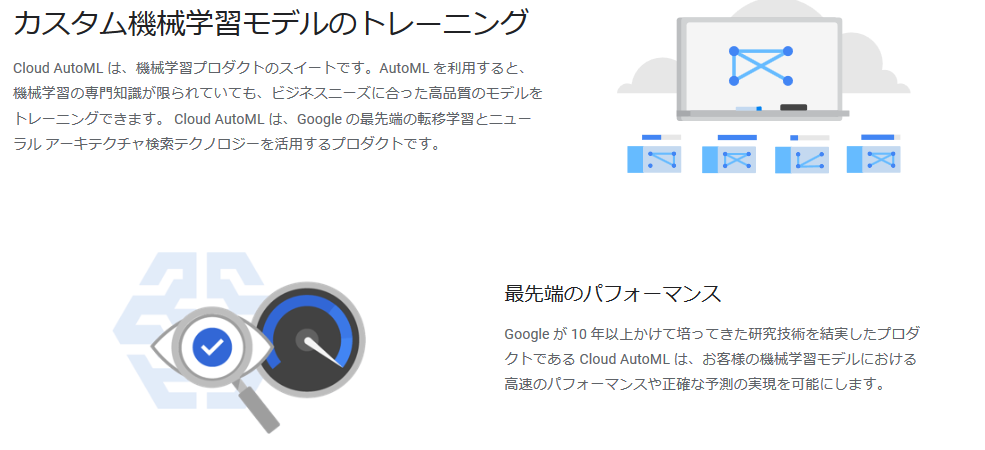 カスタム機械学習モデルのトレーニング
Cloud AutoML は、機械学習プロダクトのスイートです。AutoML を利用すると、
機械学習の専門知識が限られていても、ビジネスニーズに合った高品質のモデルを
トレーニングできます。 Cloud AutoML は、Google の最先端の転移学習とニュー
ラル アーキテクチャ検索テクノロジーを活用するプロダクトです。
最先端のパフォーマンス
Google が 10 年以上かけて培ってきた研究技術を結実したプロダ
クトである Cloud AutoML は、お客様の機械学習モデルにおける
高速のパフォーマンスや正確な予測の実現を可能にします。